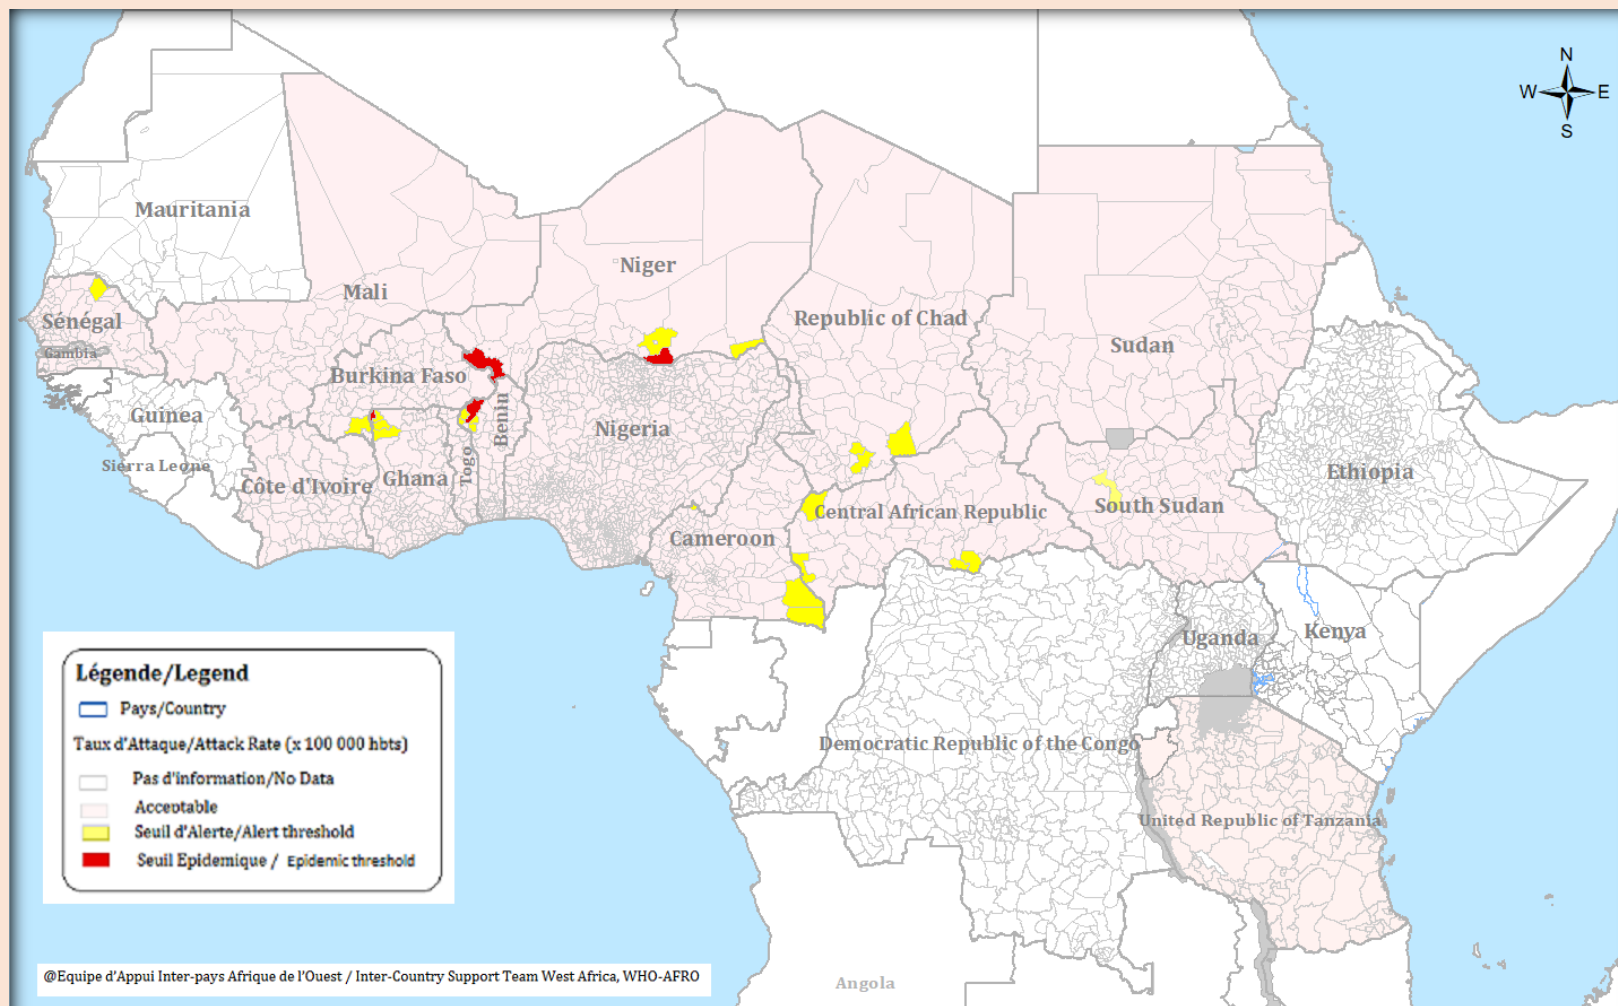 N
W E
S
Mauritania
Niger
Mali
Republic of Chad
Sénégal
Sudan
Gambia
Burkina Faso
Guinea
Benin
Nigeria
Sierra Leone
Togo
Ghana
Côte d'Ivoire
Ethiopia
South Sudan
Central African Republic
Cameroon
Uganda
Kenya
Democratic Republic of the Congo
United Republic of Tanzania
Angola
Légende/Legend
Pays/Country
Taux d'Attaque/Attack Rate (x 100 000 hbts)
Pas d'information/No Data
Acceptable
Seuil d'Alerte/Alert threshold
Seuil Epidemique / Epidemic threshold
@Equipe d'Appui Inter-pays Afrique de l'Ouest / Inter-Country Support Team West Africa, WHO-AFRO